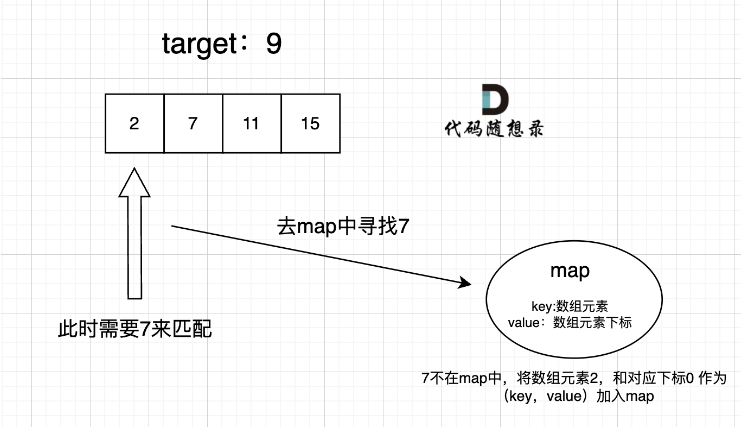 target：9
2 7 11 15
代码随想录
去map中寻找7
map
key:数组元素
value：数组元素下标
此时需要7来匹配
7不在map中，将数组元素2，和对应下标0 作为
（key，value）加入map